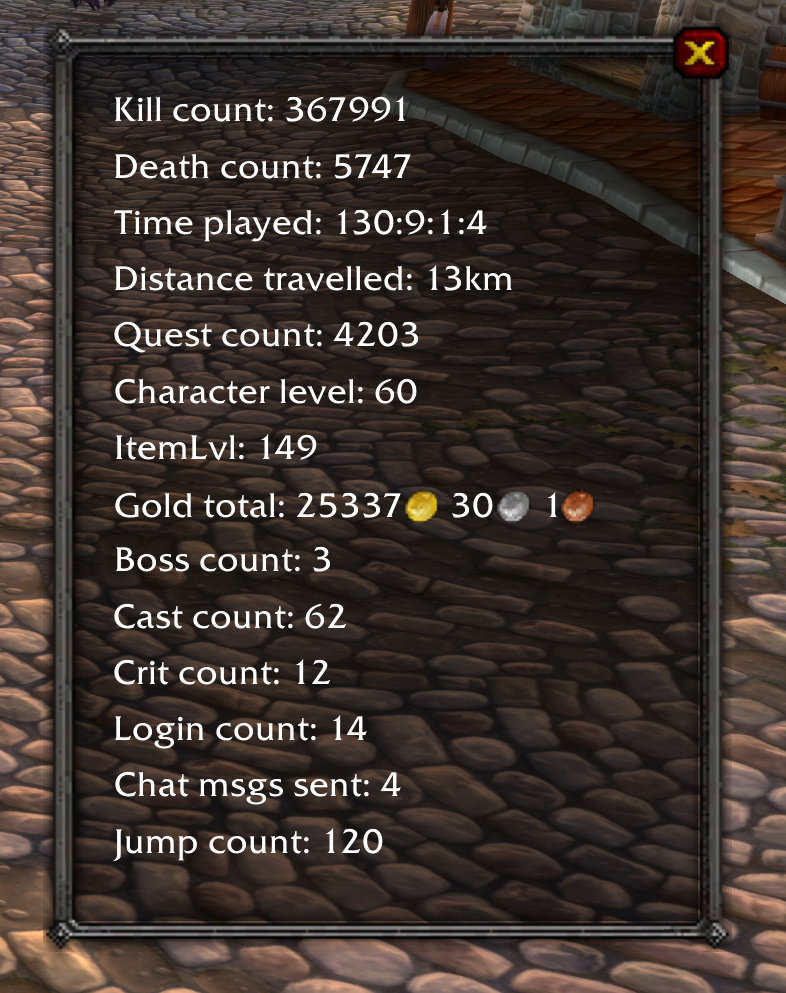 Kill count: 367991
Death count: 5747
Time played: 130:9:1:4
Distance travelled: 13km
Quest count: 4203
Character level: 60
ItemLvl: 149
Gold total: 25337 30 1
Boss count: 3
Cast count: 62
Crit count: 12
Login count: 14
Chat msgs sent: 4
Jump count: 120